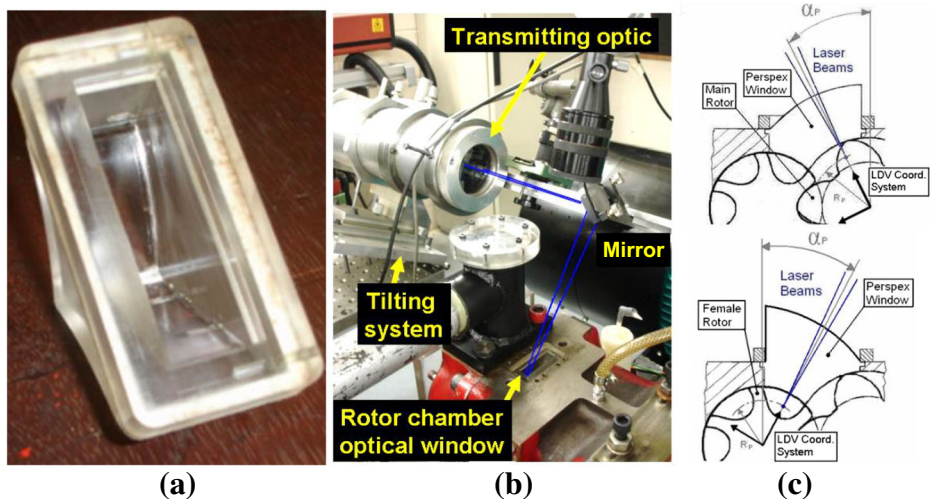 Transmitting optic
Mirror
Tilting
system
Rotor chamber
optical window
αP
Laser
Beams
Perspex
Window
Main
Rotor
LDV Coord.
System
RP
αP
Laser
Beams
Perspex
Window
Female
Rotor
RP
LDV Coord.
System
(a)
(b)
(c)